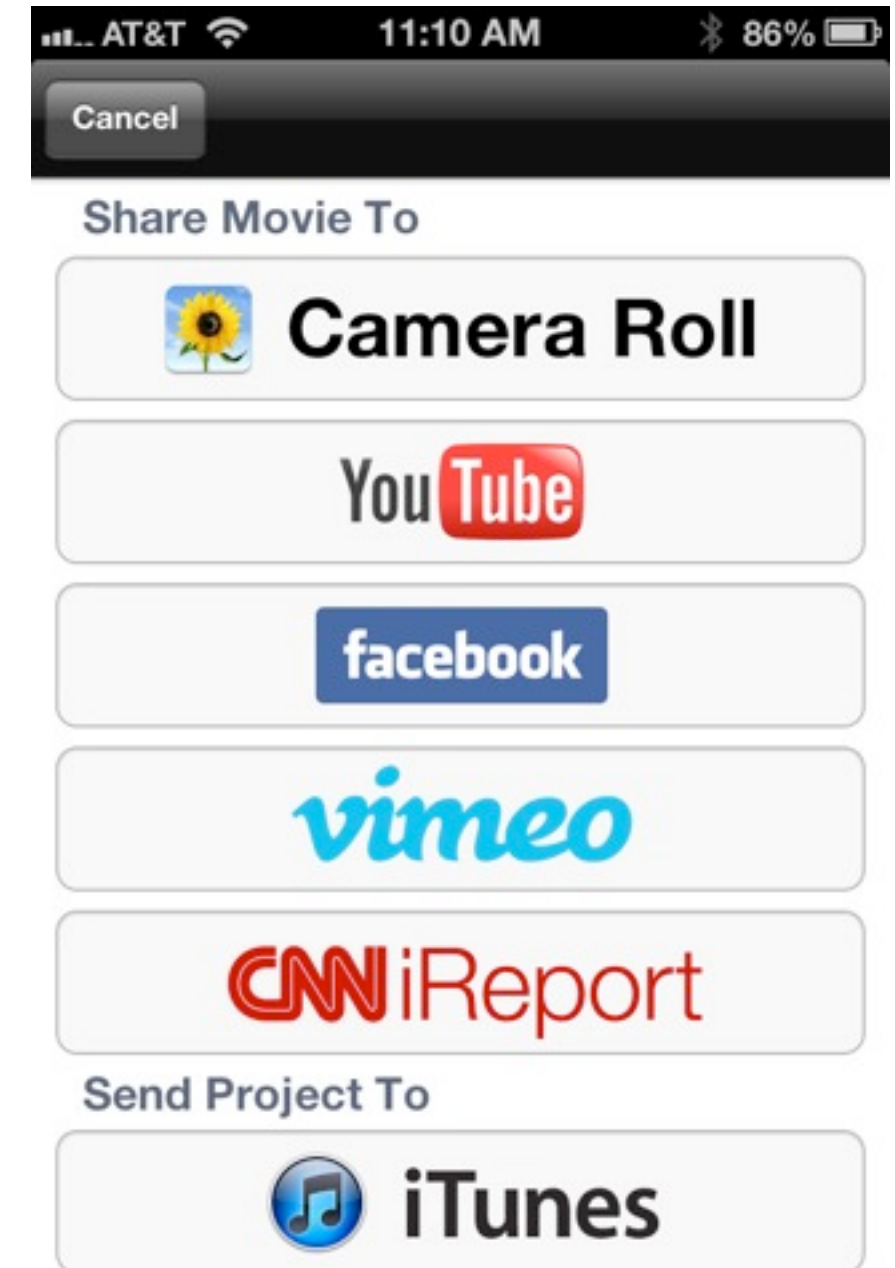 AT&T 11:10 AM 86%
Cancel
Share Movie To
Camera Roll
YouTube
facebook
vimeo
CNN iReport
Send Project To
iTunes